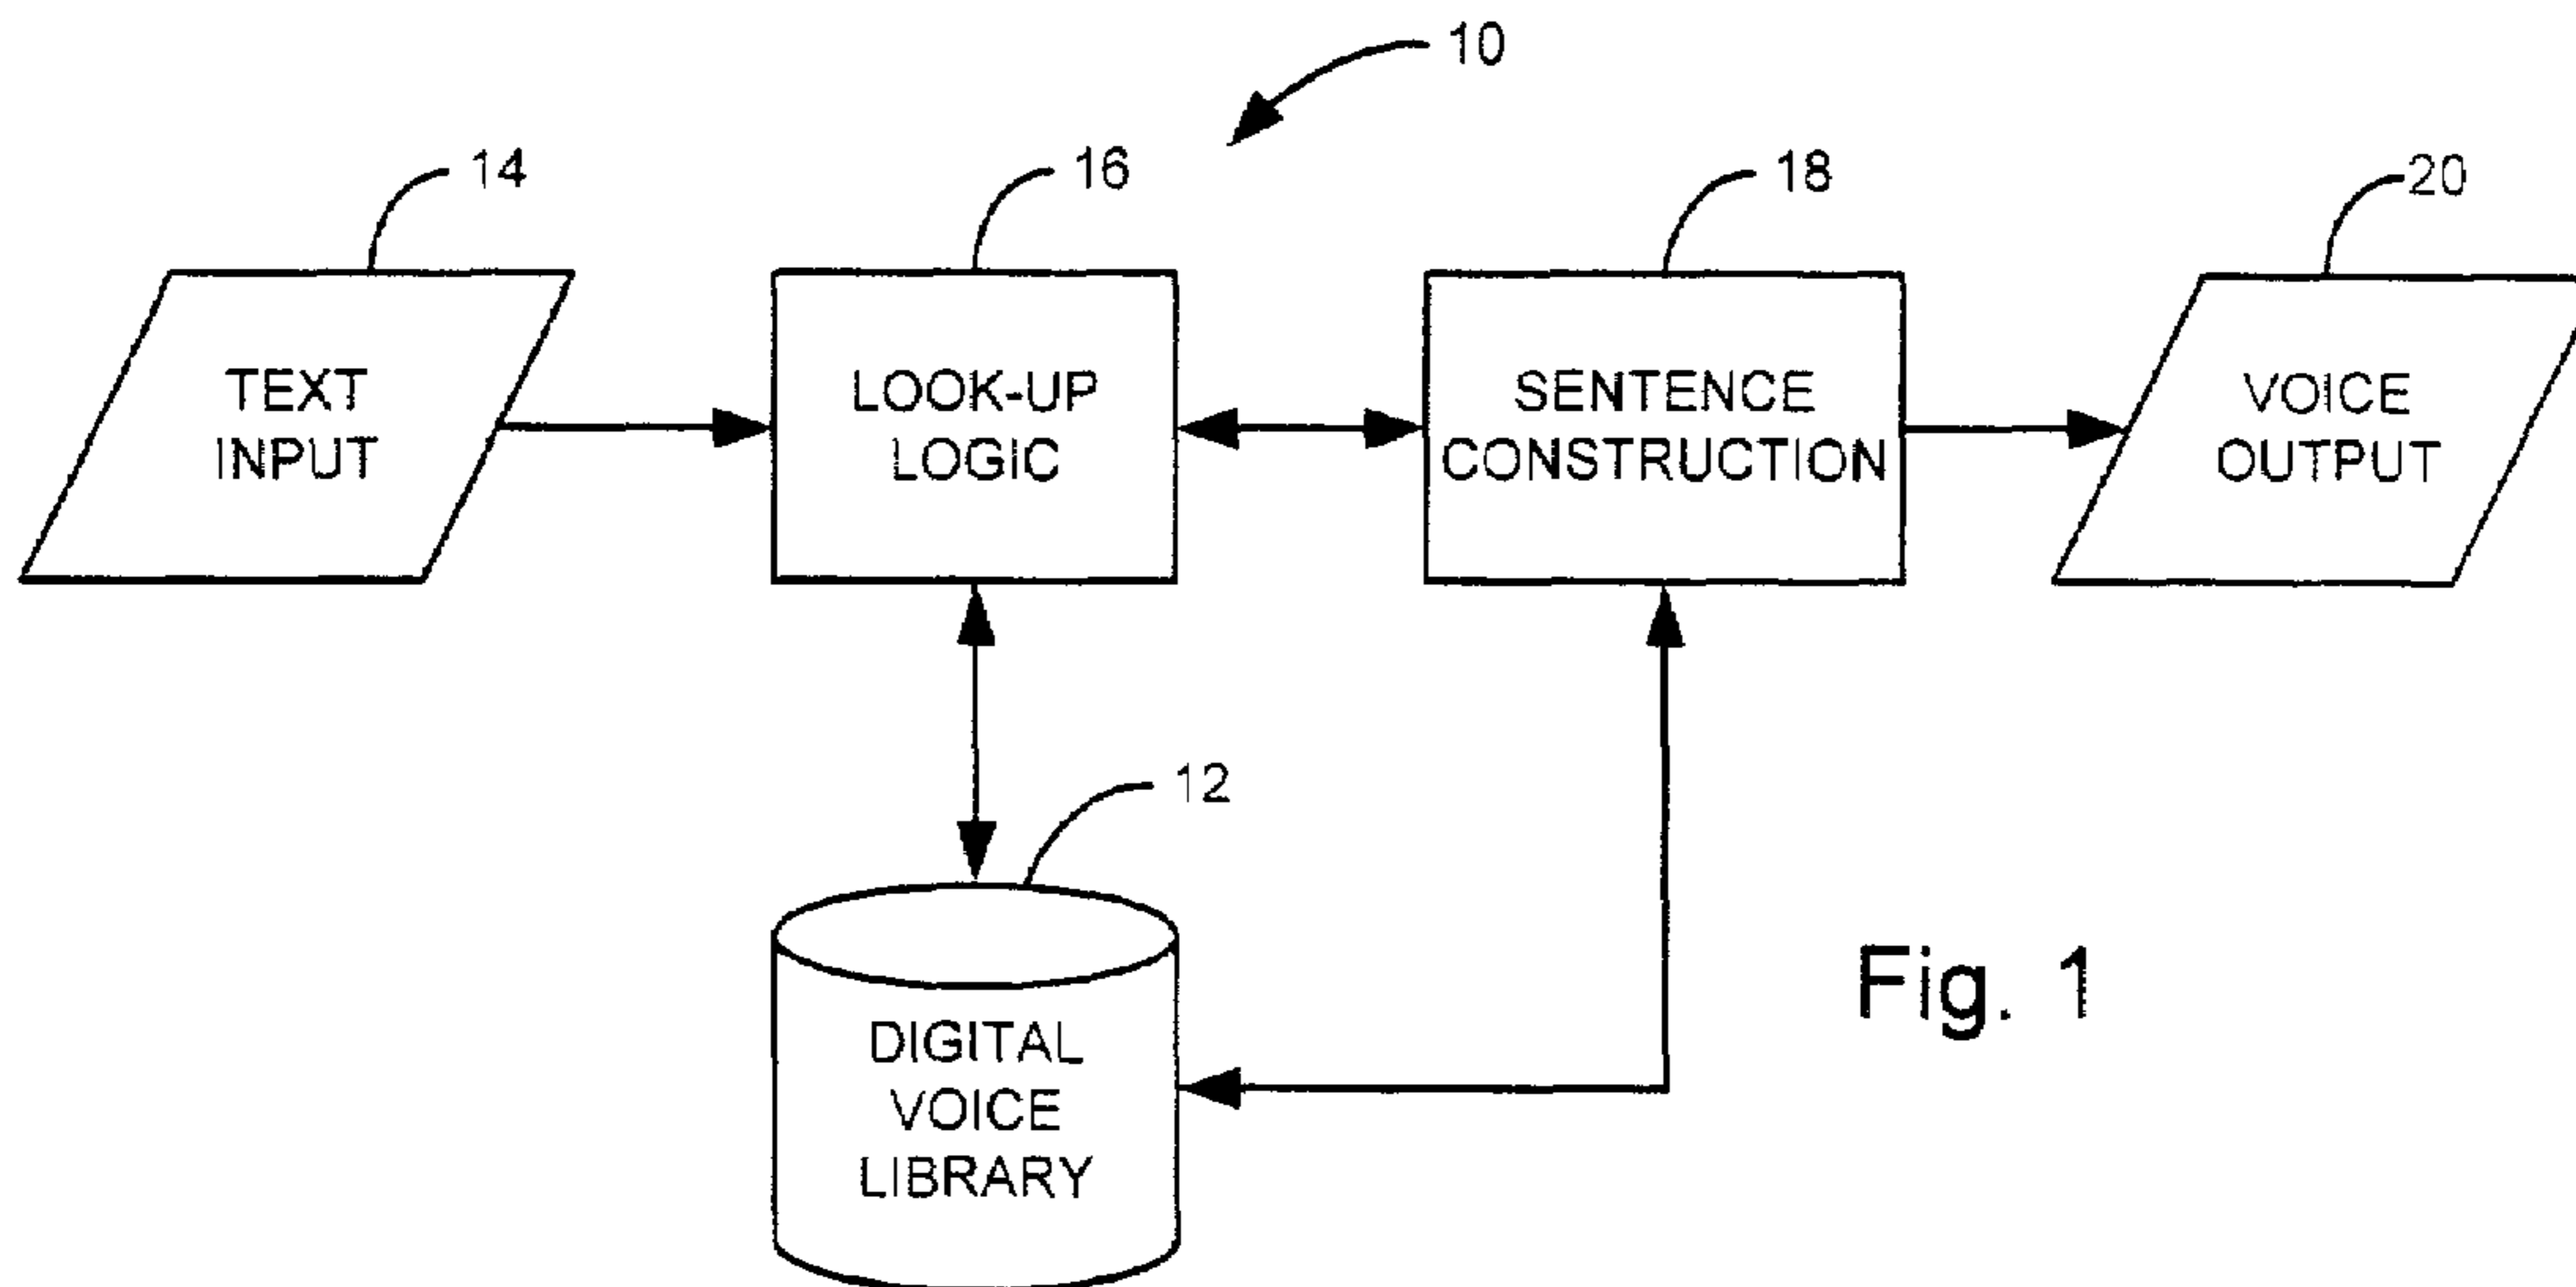 10
14
16
18
20
TEXT
INPUT
LOOK-UP
LOGIC
SENTENCE
CONSTRUCTION
VOICE
OUTPUT
12
DIGITAL
VOICE
LIBRARY
Fig. 1